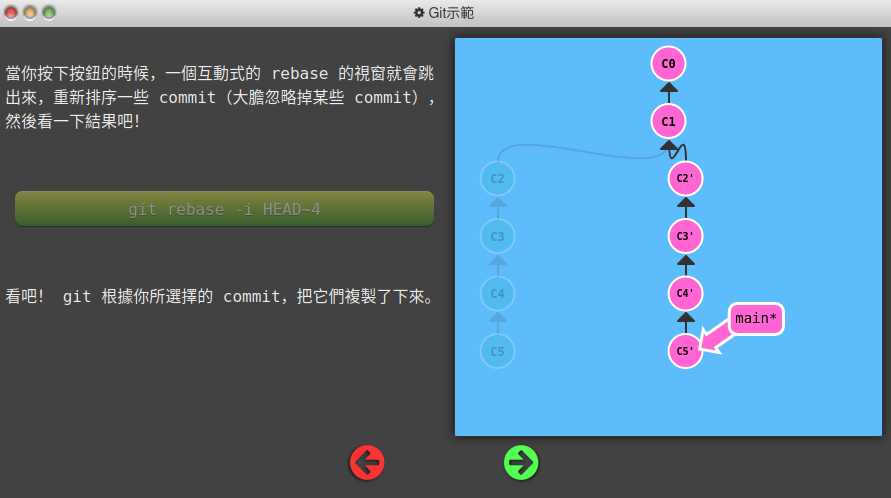 Git示範
當你按下按鈕的時候，一個互動式的 rebase 的視窗就會跳
出來，重新排序一些 commit（大膽忽略掉某些 commit），
然後看一下結果吧！
git rebase -i HEAD~4
看吧！ git 根據你所選擇的 commit，把它們複製了下來。
C0
C1
C2
C2'
C3
C3'
C4
C4'
main*
C5
C5'